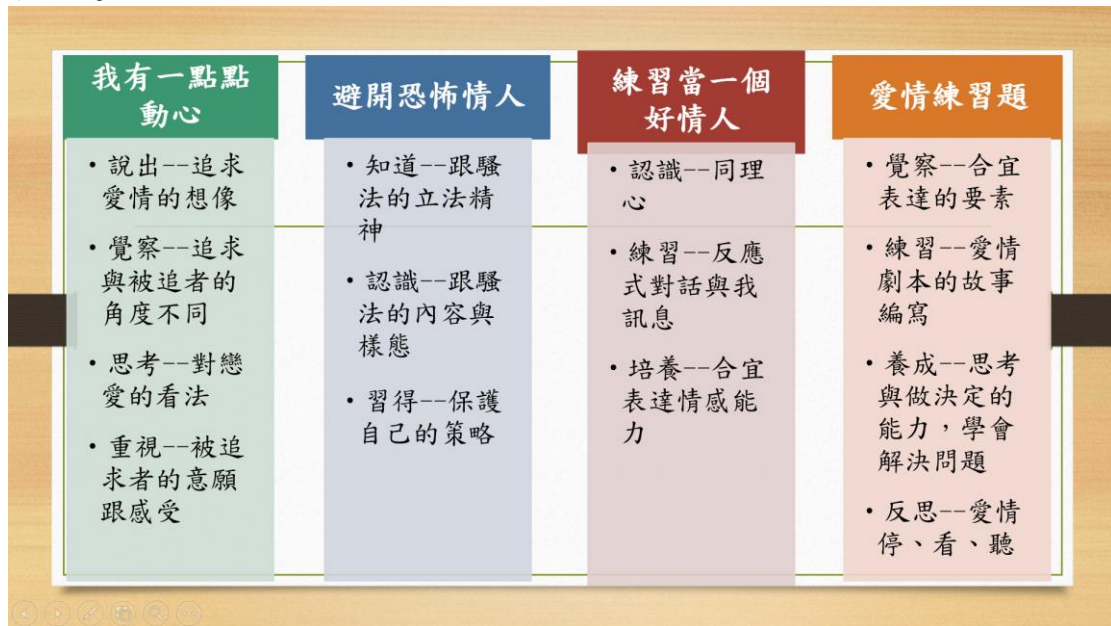 我有一點點
動心
• 說出--追求
愛情的想像
• 覺察--追求
與被追者的
角度不同
• 思考--對戀
愛的看法
• 重視--被追
求者的意願
跟感受
避開恐怖情人
• 知道--跟騷
法的立法精
神
• 認識--跟騷
法的內容與
樣態
• 習得--保護
自己的策略
練習當一個
好情人
• 認識--同理
心
• 練習--反應
式對話與我
訊息
• 培養--合宜
表達情感能
力
愛情練習題
• 覺察--合宜
表達的要素
• 練習--愛情
劇本的故事
編寫
• 養成--思考
與做決定的
能力，學會
解決問題
• 反思--愛情
停、看、聽